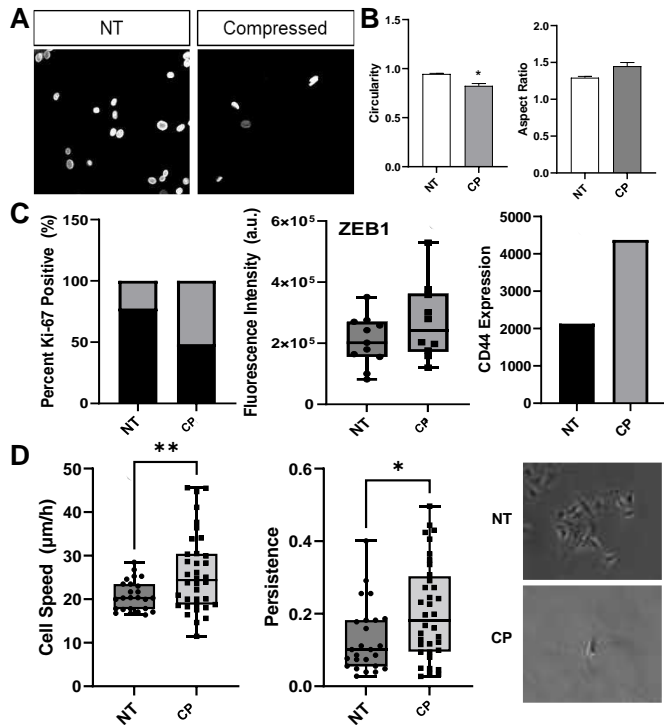 A
NT
Compressed
B
Circularity
1.5
1.0
0.5
0.0
*
NT
CP
Aspect Ratio
2.0
1.5
1.0
0.5
0.0
NT
CP
C
Percent Ki-67 Positive (%)
150
100
50
0
NT
CP
Fluorescence Intensity (a.u.)
ZEB1
6×10⁵
4×10⁵
2×10⁵
0
NT
CP
CD44 Expression
5000
4000
3000
2000
1000
0
NT
CP
D
Cell Speed (µm/h)
**
50
40
30
20
10
0
NT
CP
Persistence
*
0.6
0.4
0.2
0.0
NT
CP
NT
CP